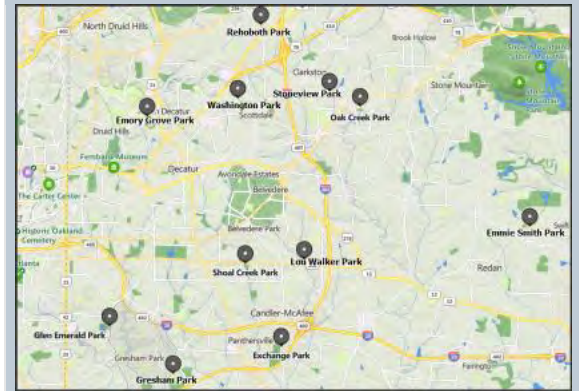 North Druid Hills
Rehoboth Park
Brook Hollow
Clarkston
Stoneview Park
Stone Mountain
Washington Park
Scottdale
Oak Creek Park
Decatur
Emory Grove Park
Druid Hills
Fernbank Museum
Decatur
Avondale Estates
Belvedere
The Carter Center
Historic Oakland
Cemetery
Belvedere Park
Emmie Smith Park
Lou Walker Park
Shoal Creek Park
Redan
Candler-McAfee
Glen Emerald Park
Panthersville
Exchange Park
Gresham Park
Gresham Park